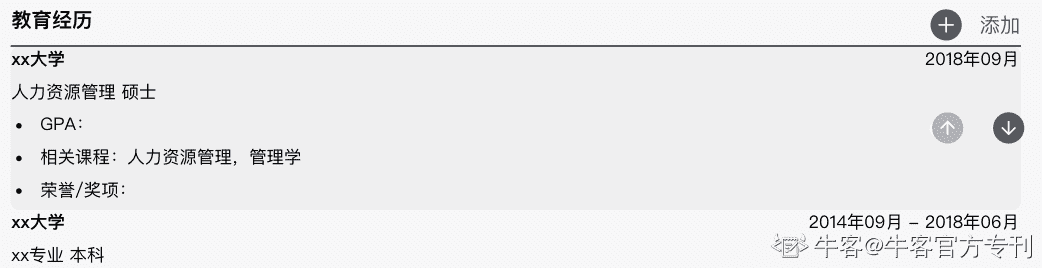 教育经历
添加
xx大学 2018年09月
人力资源管理 硕士
• GPA：
• 相关课程：人力资源管理，管理学
• 荣誉/奖项：
xx大学 2014年09月 – 2018年06月
xx专业 本科
牛客@牛客官方专刊